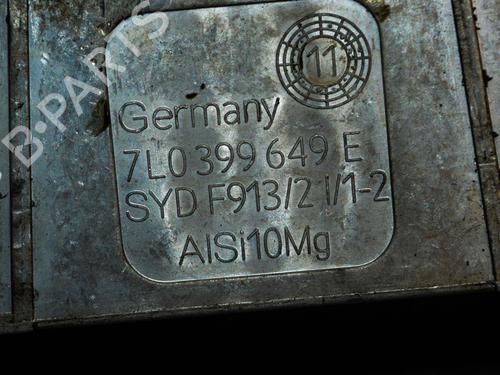 B-PARTS
11
Germany
7L0 399 649 E
SYD F913/2 I/1-2
AlSi10Mg